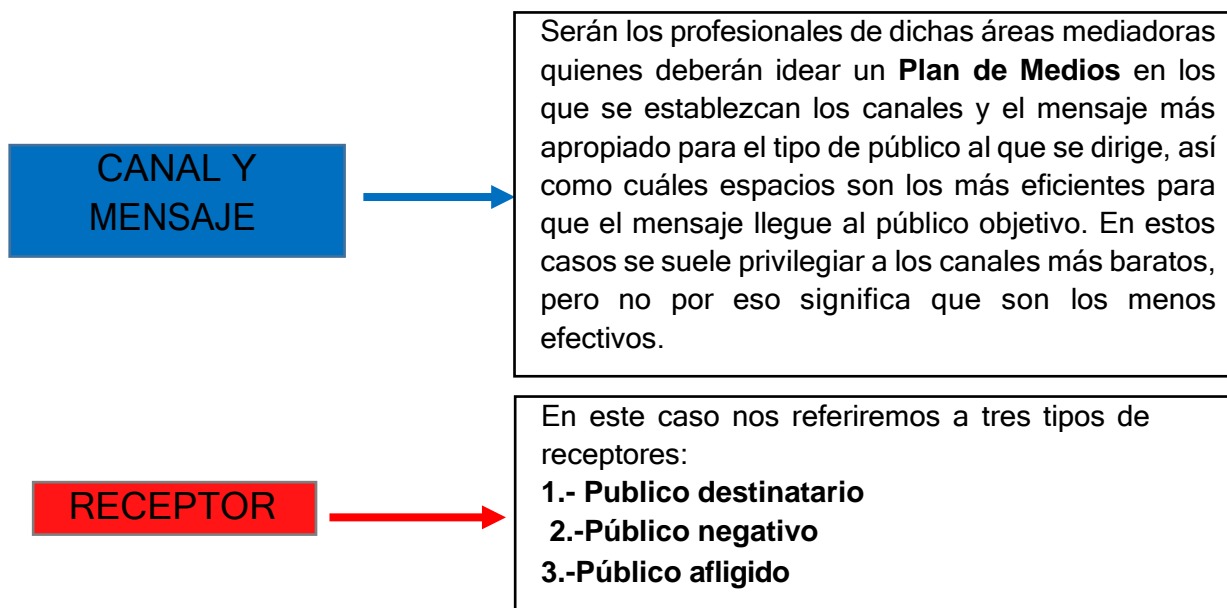 CANAL Y
MENSAJE
Serán los profesionales de dichas áreas mediadoras
quienes deberán idear un Plan de Medios en los
que se establezcan los canales y el mensaje más
apropiado para el tipo de público al que se dirige, así
como cuáles espacios son los más eficientes para
que el mensaje llegue al público objetivo. En estos
casos se suele privilegiar a los canales más baratos,
pero no por eso significa que son los menos
efectivos.
RECEPTOR
En este caso nos referiremos a tres tipos de
receptores:
1.- Publico destinatario
2.-Público negativo
3.-Público afligido